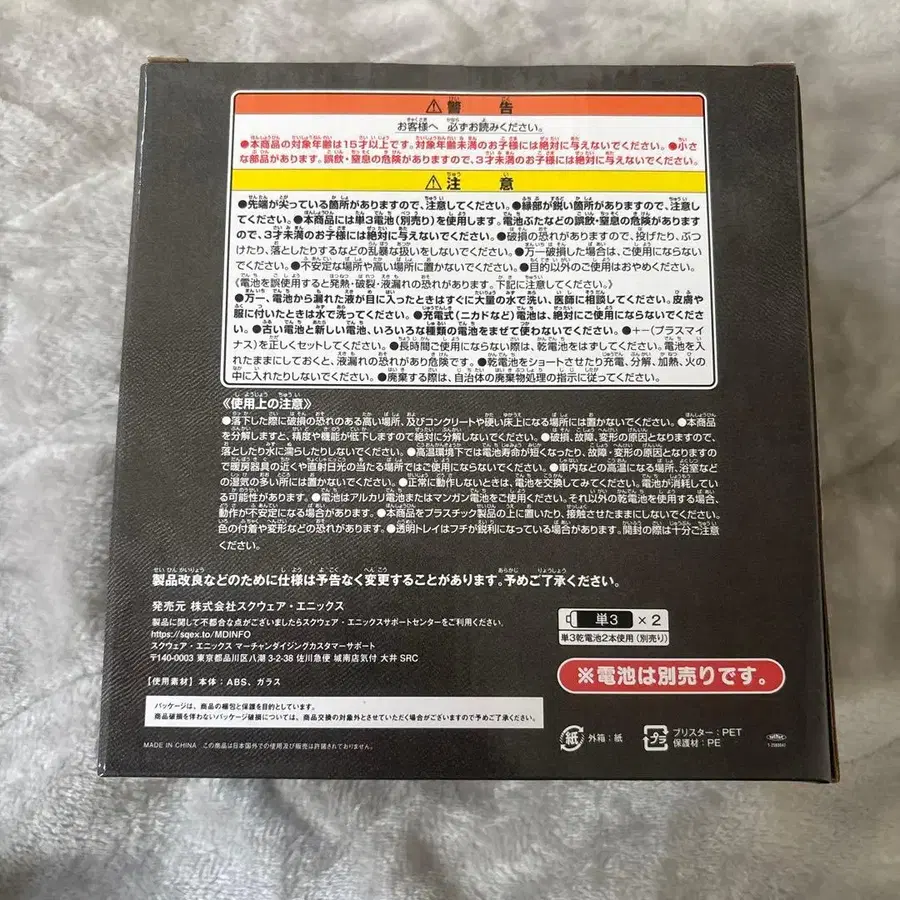 ⚠警告
お客様へ 必ずお読みください。
●本商品の対象年齢は15才以上です。対象年齢未満のお子様には絶対に与えないでください。●小さ
な部品があります。誤飲・窒息の危険がありますので、3才未満のお子様には絶対に与えないでください。
⚠注意
●先端が尖っている箇所がありますので、注意してください。●縁部が鋭い箇所がありますので、注意し
てください。●本商品には単3電池(別売り)を使用します。電池ぶたなどの誤飲・窒息の危険があります
ので、3才未満のお子様には絶対に与えないでください。●破損の恐れがありますので、投げたり、ぶつ
けたり、落としたりするなどの乱暴な扱いをしないでください。●万一破損した場合は、ご使用にならない
でください。●不安定な場所や高い場所に置かないでください。●目的以外のご使用はおやめください。
《電池を誤使用すると発熱・破裂・液漏れの恐れがあります。下記に注意してください。》
●万一、電池から漏れた液が目に入ったときはすぐに大量の水で洗い、医師に相談してください。皮膚や
服に付いたときは水で洗ってください。●充電式(ニカドなど)電池は、絶対にご使用にならないでください。
●古い電池と新しい電池、いろいろな種類の電池をまぜて使わないでください。●+-(プラスマイ
ナス)を正しくセットしてください。●長時間ご使用にならない際は、乾電池をはずしてください。電池を入
れたままにしておくと、液漏れの恐れがあり危険です。●乾電池をショートさせたり充電、分解、加熱、火の
中に入れたりしないでください。●廃棄する際は、自治体の廃棄物処理の指示に従ってください。
《使用上の注意》
●落下した際に破損の恐れのある高い場所、及びコンクリートや硬い床上になる場所には置かないでください。●本商品
を分解しますと、精度や機能が低下しますので絶対に分解しないでください。●破損、故障、変形の原因となりますので、
落としたり水に濡らしたりしないでください。●高温環境下では電池寿命が短くなったり、故障・変形の原因となりますの
で暖房器具の近くや直射日光の当たる場所ではご使用にならないでください。●車内などの高温になる場所、浴室など
の湿気の多い所には置かないでください。●正常に動作しないときは、電池を交換してみてください。電池が消耗してい
る可能性があります。●電池はアルカリ電池またはマンガン電池をご使用ください。それ以外の乾電池を使用する場合、
動作が不安定になる場合があります。●本商品をプラスチック製品の上に置いたり、接触させたままにしないでください。
色の付着や変形などの恐れがあります。●透明トレイはフチが鋭利になっている場合があります。開封の際は十分ご注意
ください。
製品改良などのために仕様は予告なく変更することがあります。予めご了承ください。
発売元 株式会社スクウェア・エニックス
製品に関して不都合な点がございましたらスクウェア・エニックスサポートセンターをご利用ください。
https://sqex.to/MDINFO
スクウェア・エニックス マーチャンダイジングカスタマーサポート
〒140-0003 東京都品川区八潮 3-2-38 佐川急便 城南店気付 大井 SRC
【使用素材】本体:ABS、ガラス
単3 ×2
単3乾電池2本使用(別売り)
※電池は別売りです。
パッケージは、商品の梱包と保護を目的としています。
商品破損を伴わないパッケージ破損については、商品交換の対象外とさせていただく場合がございますので予めご了承ください。
MADE IN CHINA この商品は日本国外での使用及び販売は許諾されておりません。
紙 外箱:紙
プラ ブリスター:PET
保護材:PE